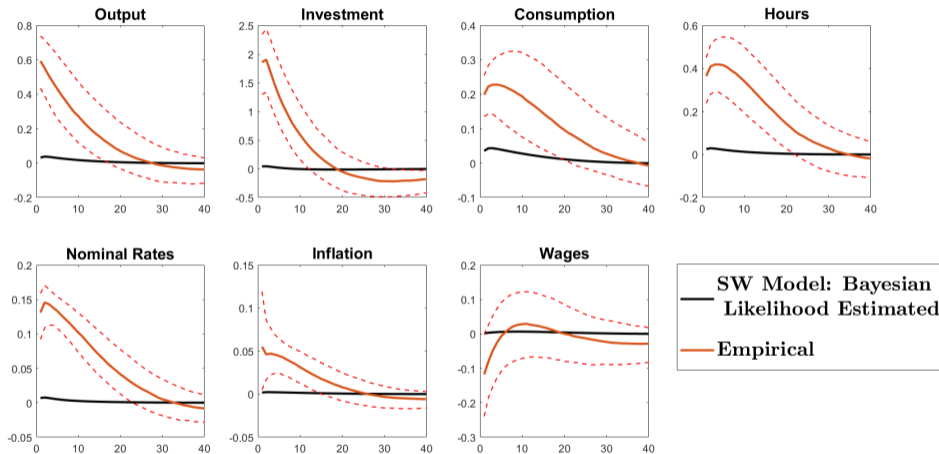 Output
0.8
0.6
0.4
0.2
0
-0.2
0 10 20 30 40
Investment
2.5
2
1.5
1
0.5
0
-0.5
0 10 20 30 40
Consumption
0.4
0.3
0.2
0.1
0
-0.1
0 10 20 30 40
Hours
0.6
0.4
0.2
0
-0.2
0 10 20 30 40
Nominal Rates
0.2
0.15
0.1
0.05
0
-0.05
0 10 20 30 40
Inflation
0.15
0.1
0.05
0
-0.05
0 10 20 30 40
Wages
0.2
0.1
0
-0.1
-0.2
-0.3
0 10 20 30 40
SW Model: Bayesian
Likelihood Estimated
Empirical